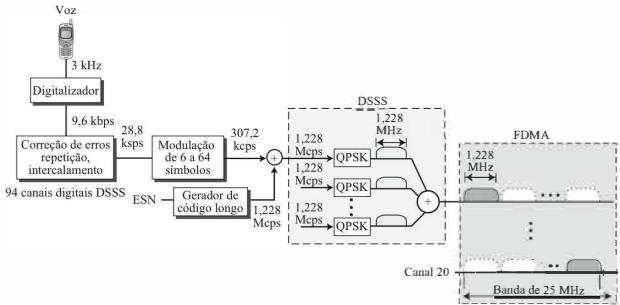 Voz
3 kHz
Digitalizador
9,6 kbps
Correção de erros
repetição,
intercalamento
28,8
ksps
Modulação
de 6 a 64
símbolos
307,2
kcps
+
94 canais digitais DSSS
ESN
Gerador de
código longo
1,228
Mcps
DSSS
1,228
MHz
1,228
Mcps
QPSK
1,228
Mcps
QPSK
1,228
Mcps
QPSK
+
FDMA
1,228
MHz
Canal 20
Banda de 25 MHz